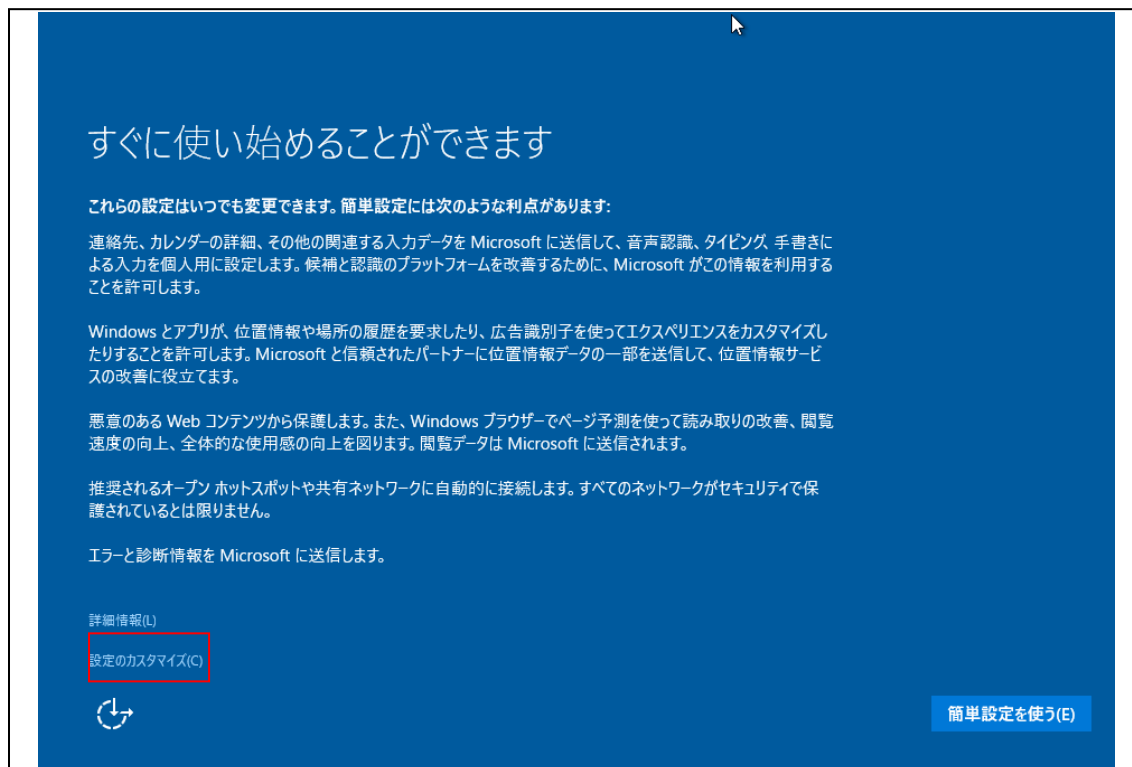 すぐに使い始めることができます
これらの設定はいつでも変更できます。簡単設定には次のような利点があります:
連絡先、カレンダーの詳細、その他の関連する入力データを Microsoft に送信して、音声認識、タイピング、手書きに
よる入力を個人用に設定します。候補と認識のプラットフォームを改善するために、Microsoft がこの情報を利用する
ことを許可します。
Windows とアプリが、位置情報や場所の履歴を要求したり、広告識別子を使ってエクスペリエンスをカスタマイズし
たりすることを許可します。Microsoft と信頼されたパートナーに位置情報データの一部を送信して、位置情報サービ
スの改善に役立てます。
悪意のある Web コンテンツから保護します。また、Windows ブラウザーでページ予測を使って読み取りの改善、閲覧
速度の向上、全体的な使用感の向上を図ります。閲覧データは Microsoft に送信されます。
推奨されるオープン ホットスポットや共有ネットワークに自動的に接続します。すべてのネットワークがセキュリティで保
護されているとは限りません。
エラーと診断情報を Microsoft に送信します。
詳細情報(L)
設定のカスタマイズ(C)
簡単設定を使う(E)